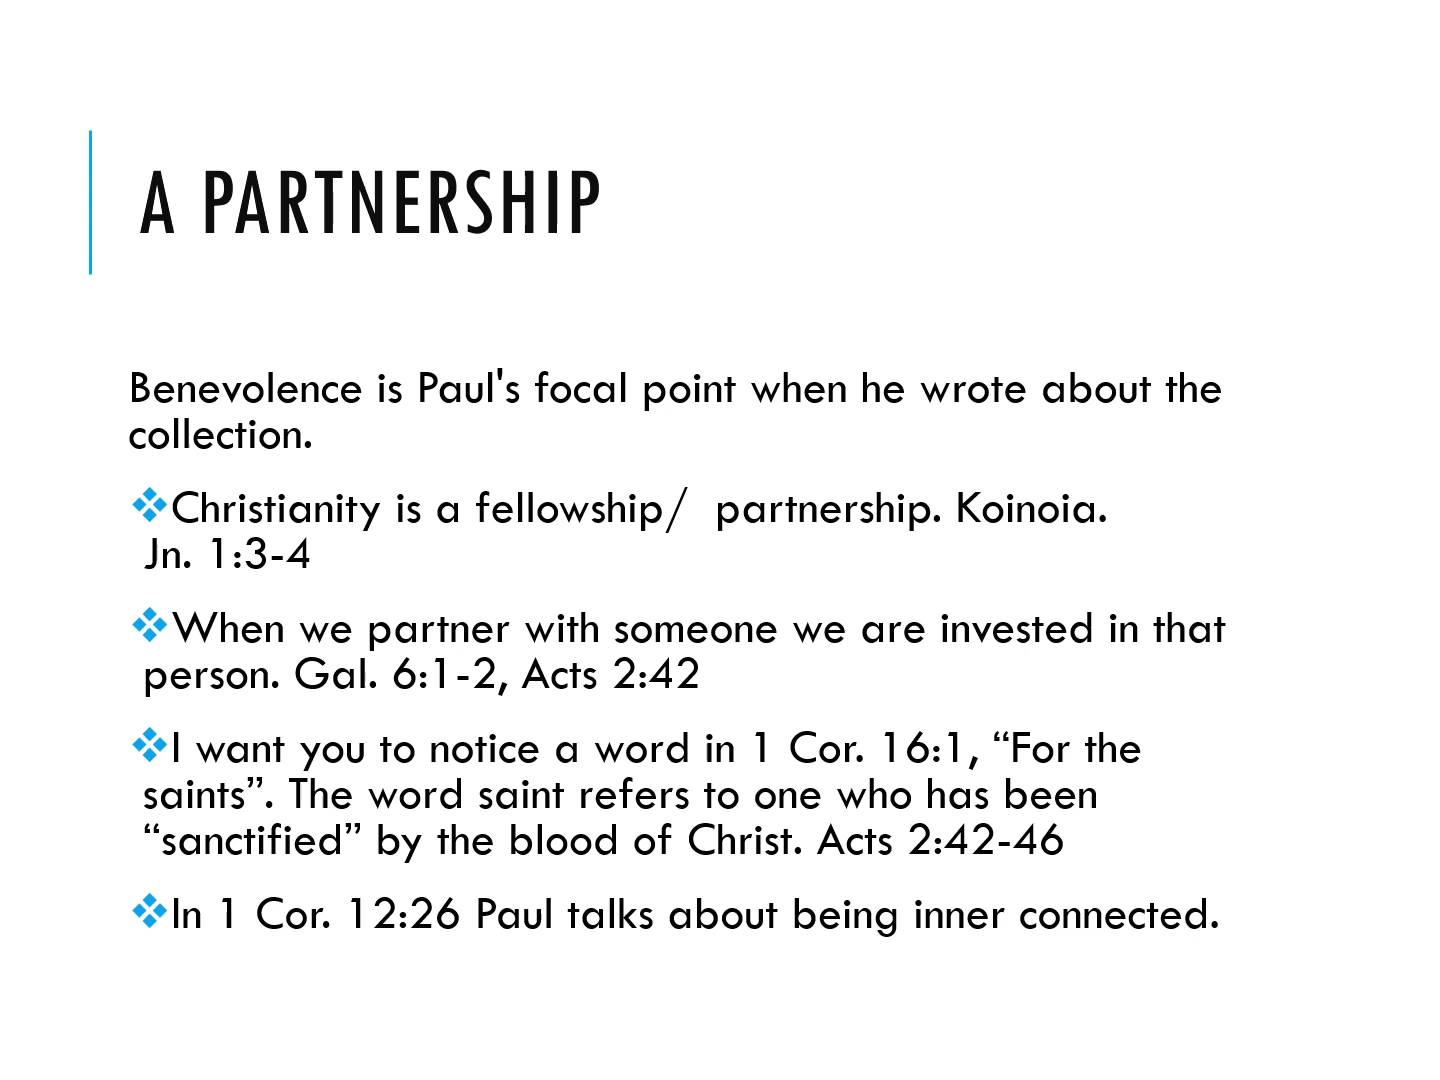 A PARTNERSHIP
Benevolence is Paul's focal point when he wrote about the
collection.
❖Christianity is a fellowship/  partnership. Koinoia.
Jn. 1:3-4
❖When we partner with someone we are invested in that
person. Gal. 6:1-2, Acts 2:42
❖I want you to notice a word in 1 Cor. 16:1, “For the
saints”. The word saint refers to one who has been
“sanctified” by the blood of Christ. Acts 2:42-46
❖In 1 Cor. 12:26 Paul talks about being inner connected.